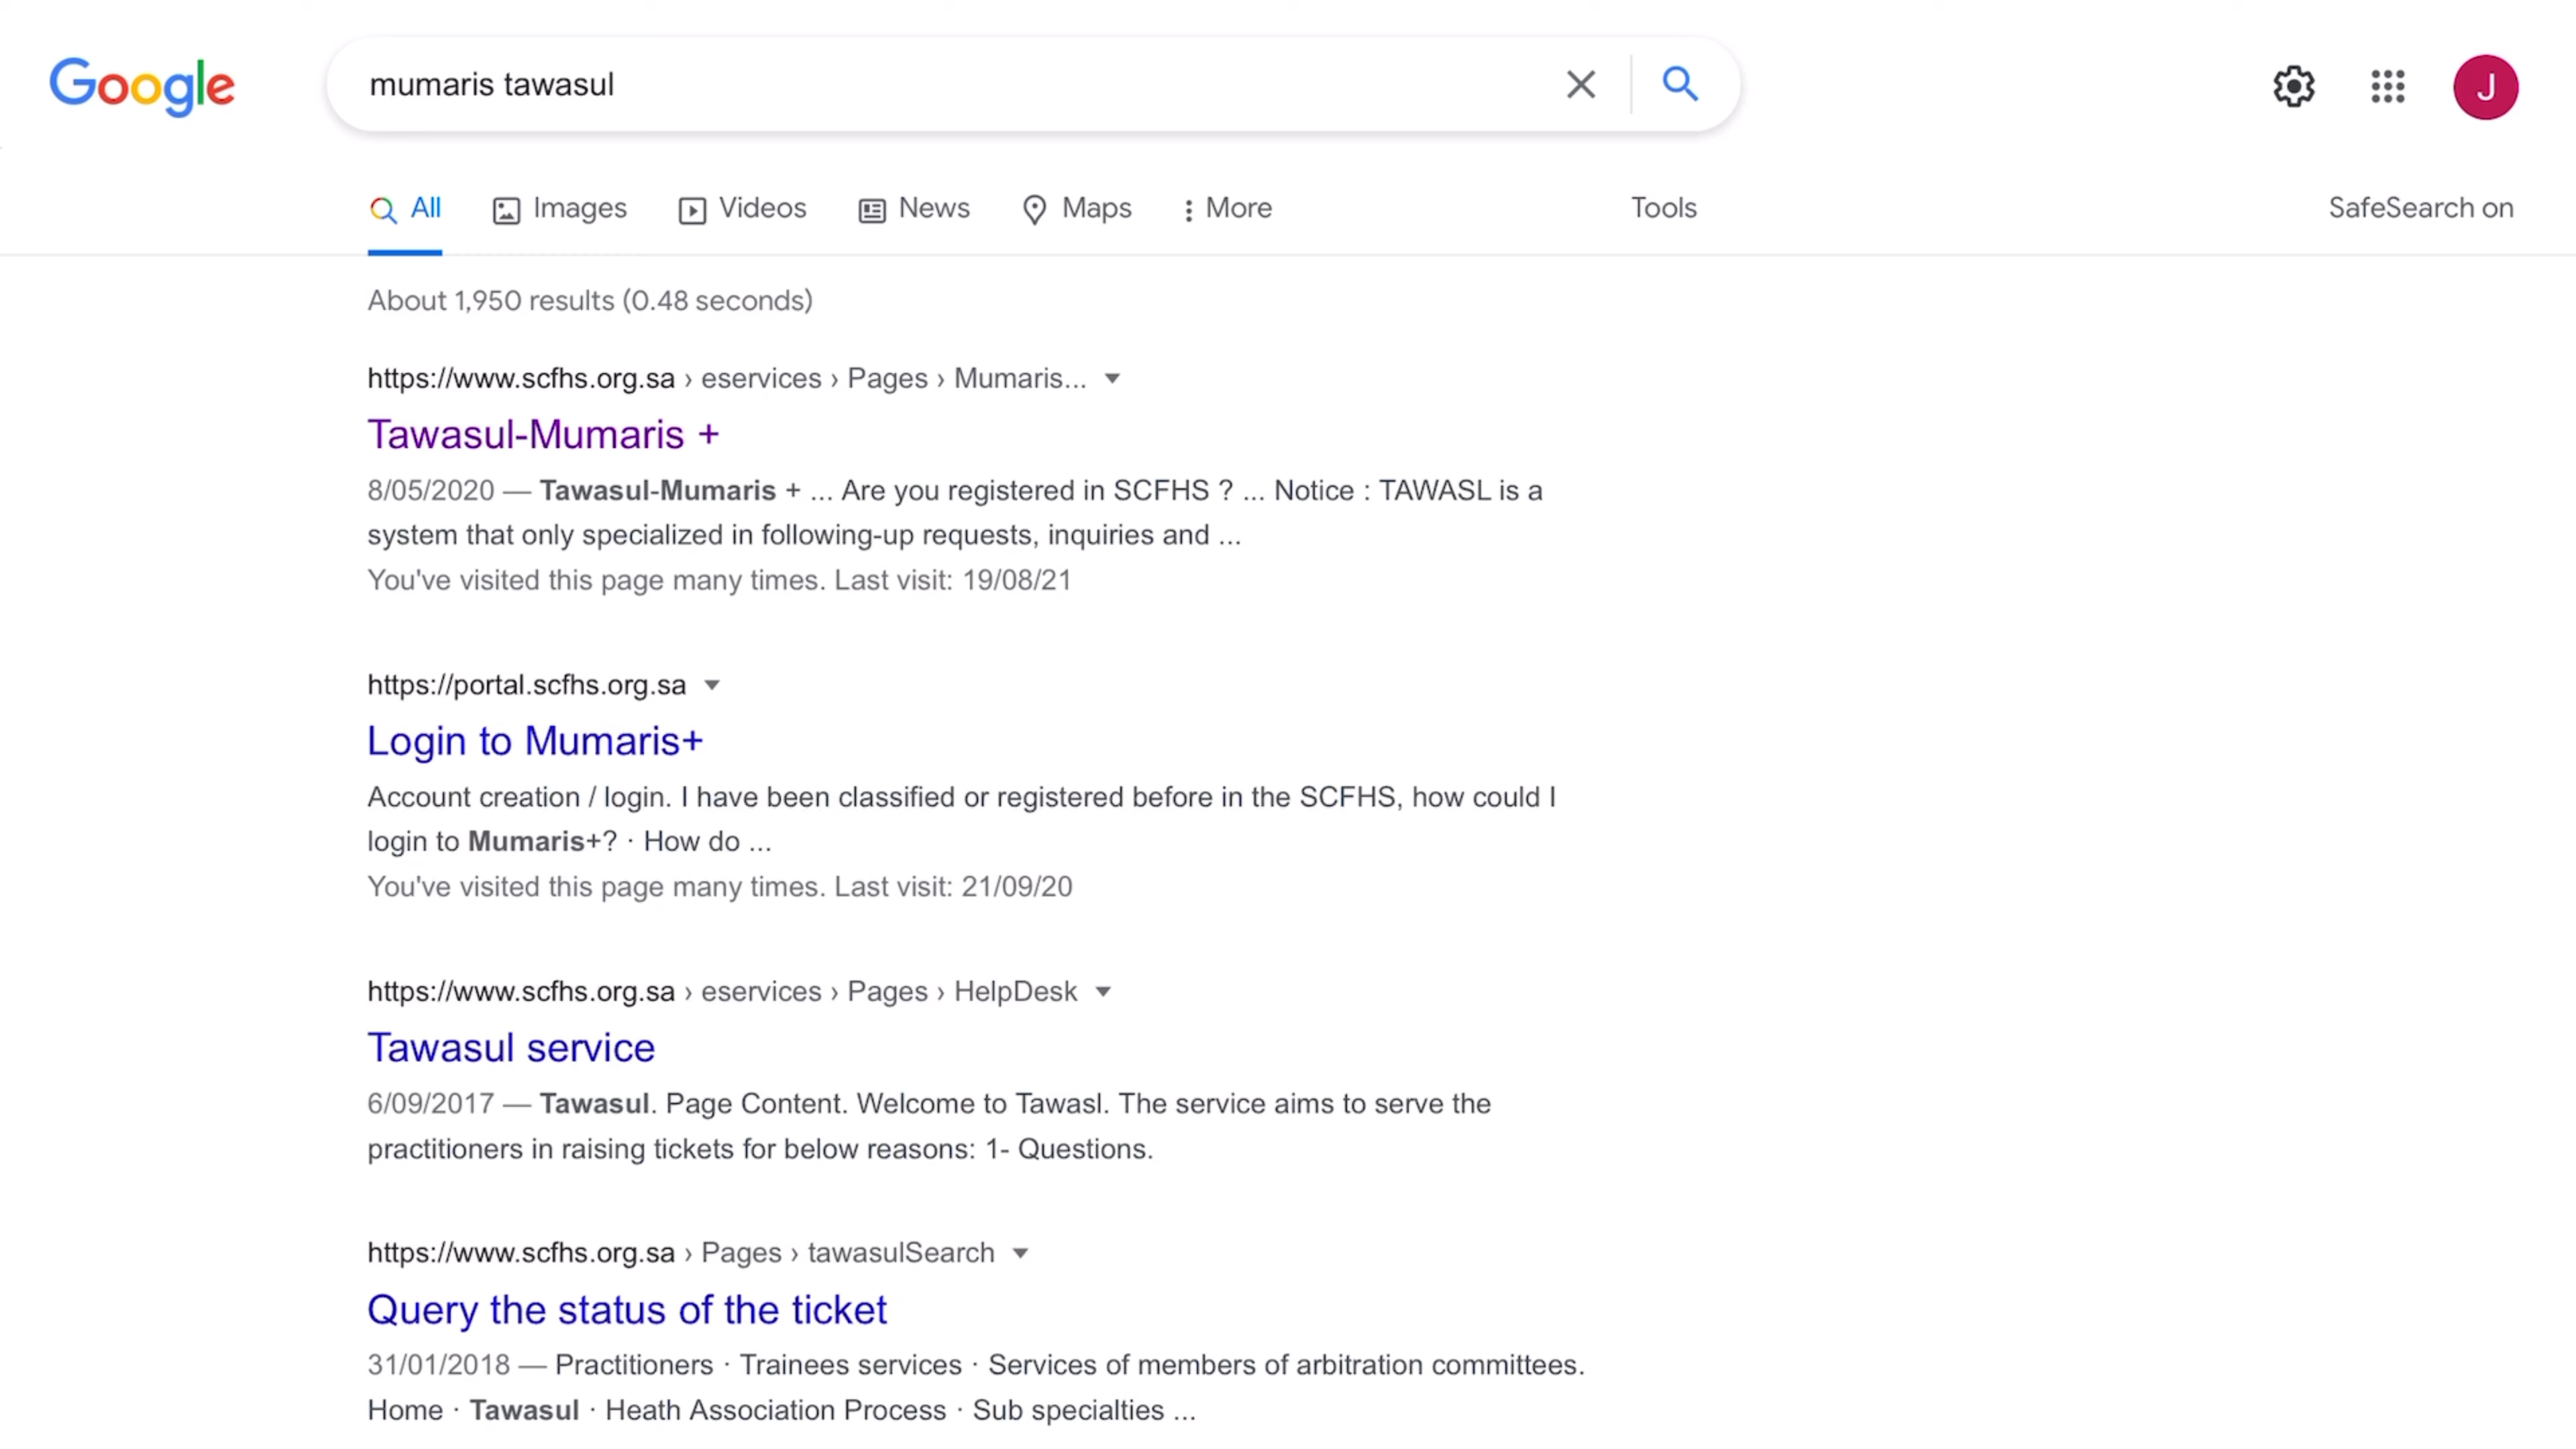 Google
mumaris tawasul
J
All Images Videos News Maps More Tools SafeSearch on
About 1,950 results (0.48 seconds)
https://www.scfhs.org.sa › eservices › Pages › Mumaris...
Tawasul-Mumaris +
8/05/2020 — Tawasul-Mumaris + ... Are you registered in SCFHS ? ... Notice : TAWASL is a
system that only specialized in following-up requests, inquiries and ...
You've visited this page many times. Last visit: 19/08/21
https://portal.scfhs.org.sa
Login to Mumaris+
Account creation / login. I have been classified or registered before in the SCFHS, how could I
login to Mumaris+? · How do ...
You've visited this page many times. Last visit: 21/09/20
https://www.scfhs.org.sa › eservices › Pages › HelpDesk
Tawasul service
6/09/2017 — Tawasul. Page Content. Welcome to Tawasl. The service aims to serve the
practitioners in raising tickets for below reasons: 1- Questions.
https://www.scfhs.org.sa › Pages › tawasulSearch
Query the status of the ticket
31/01/2018 — Practitioners · Trainees services · Services of members of arbitration committees.
Home · Tawasul · Heath Association Process · Sub specialties ...